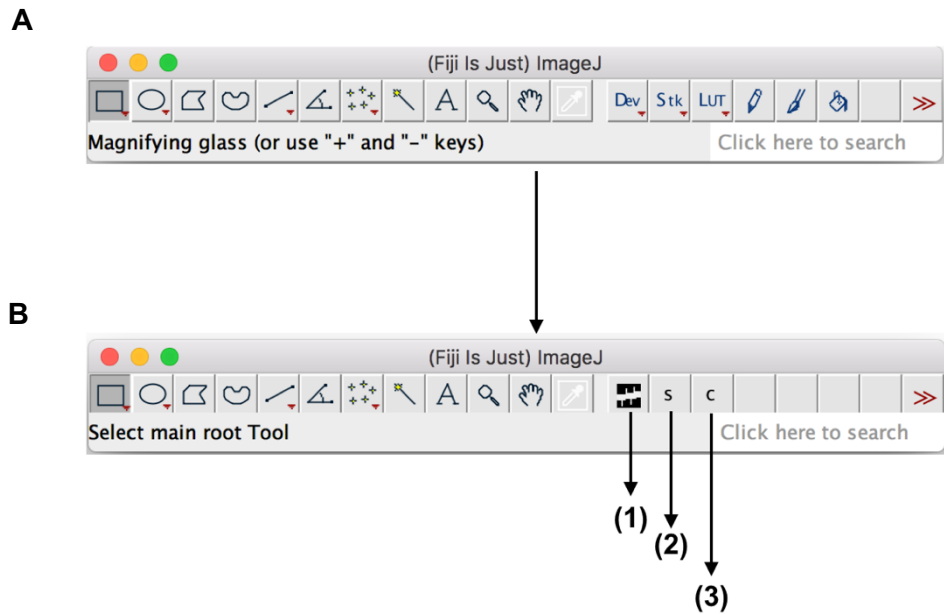 A
(Fiji Is Just) ImageJ
A Dev Stk LUT >>
Magnifying glass (or use "+" and "-" keys) Click here to search
B
(Fiji Is Just) ImageJ
A S C >>
Select main root Tool Click here to search
(1)
(2)
(3)